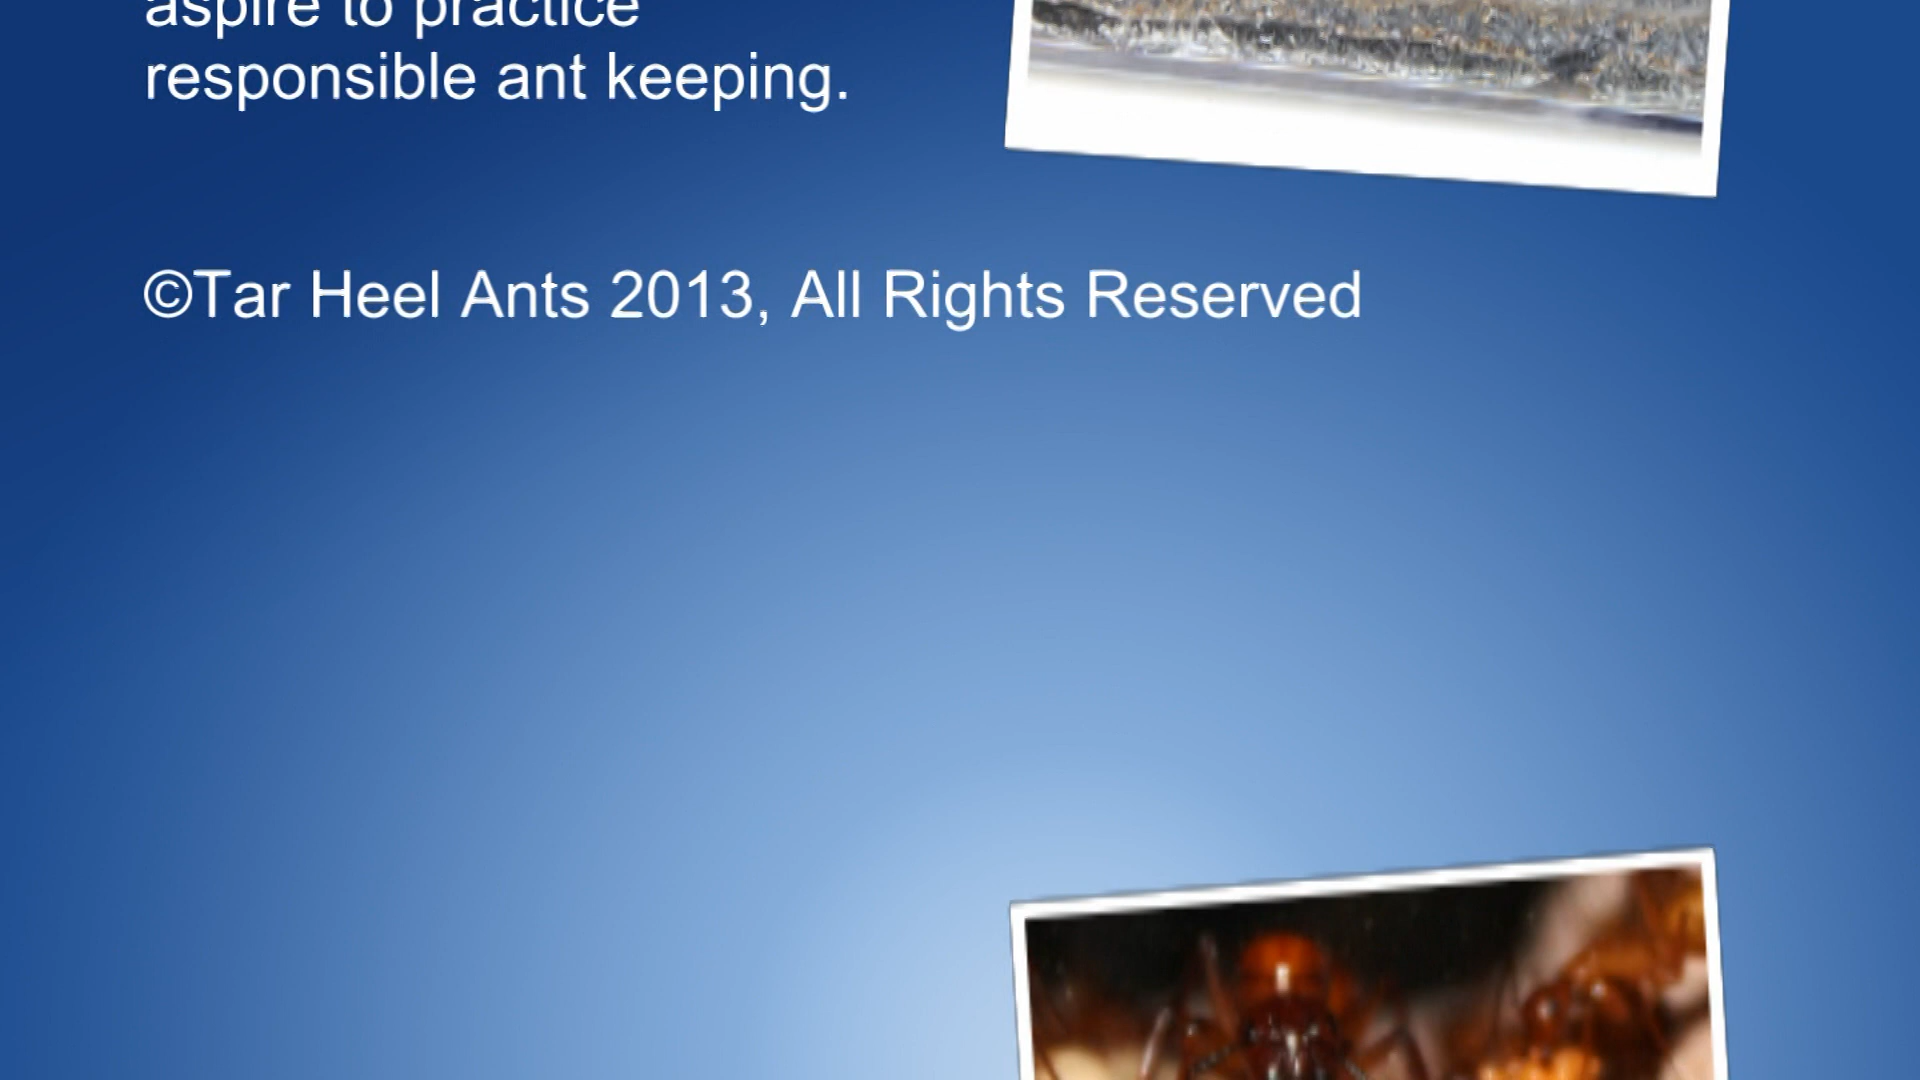 aspire to practice
responsible ant keeping.
©Tar Heel Ants 2013, All Rights Reserved